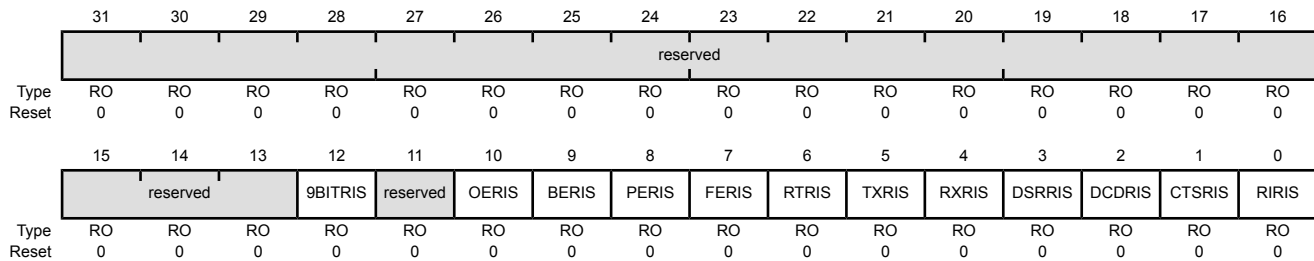 31 30 29 28 27 26 25 24 23 22 21 20 19 18 17 16
reserved
Type RO RO RO RO RO RO RO RO RO RO RO RO RO RO RO RO
Reset 0 0 0 0 0 0 0 0 0 0 0 0 0 0 0 0
15 14 13 12 11 10 9 8 7 6 5 4 3 2 1 0
reserved 9BITRIS reserved OERIS BERIS PERIS FERIS RTRIS TXRIS RXRIS DSRRIS DCDRIS CTSRIS RIRIS
Type RO RO RO RO RO RO RO RO RO RO RO RO RO RO RO RO
Reset 0 0 0 0 0 0 0 0 0 0 0 0 0 0 0 0